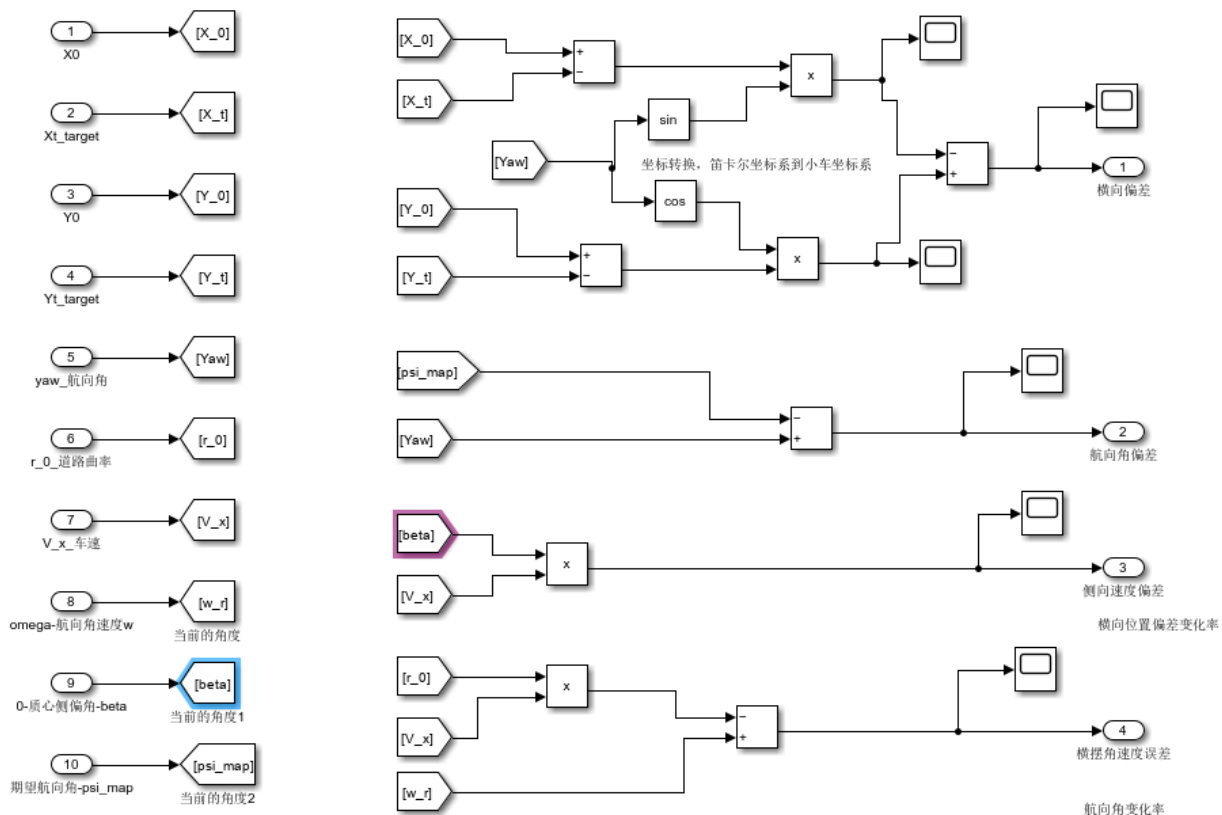 1
X0
[X_0]
2
Xt_target
[X_t]
3
Y0
[Y_0]
4
Yt_target
[Y_t]
5
yaw_航向角
[Yaw]
6
r_0_道路曲率
[r_0]
7
V_x_车速
[V_x]
8
omega-航向角速度w
[w_r]
当前的角度
9
0-质心侧偏角-beta
[beta]
当前的角度1
10
期望航向角-psi_map
[psi_map]
当前的角度2
[X_0]
[X_t]
+
−
x
sin
[Yaw]
坐标转换，笛卡尔坐标系到小车坐标系
cos
[Y_0]
[Y_t]
+
−
x
−
+
1
横向偏差
[psi_map]
[Yaw]
−
+
2
航向角偏差
[beta]
[V_x]
x
3
侧向速度偏差
横向位置偏差变化率
[r_0]
[V_x]
x
[w_r]
−
+
4
横摆角速度误差
航向角变化率